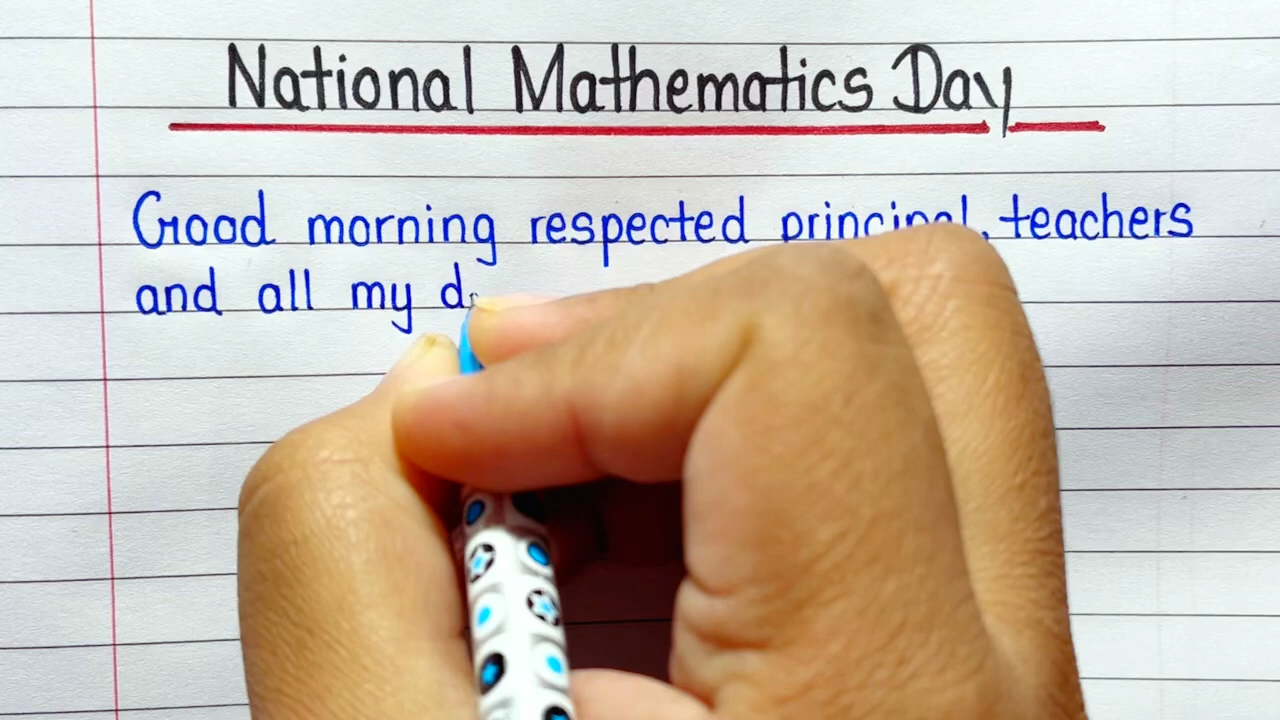 National Mathematics Day
Good morning respected principal, teachers
and all my